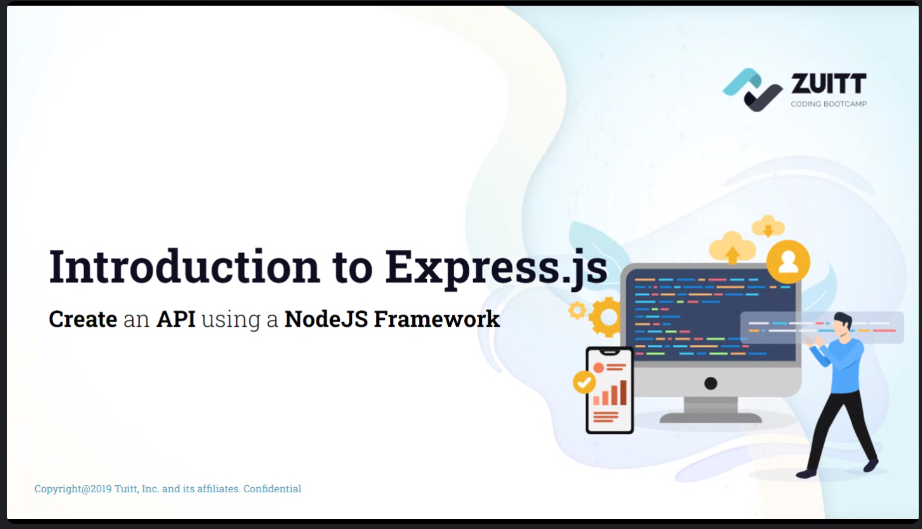 ZUITT
CODING BOOTCAMP
Introduction to Express.js
Create an API using a NodeJS Framework
Copyright@2019 Tuitt, Inc. and its affiliates. Confidential